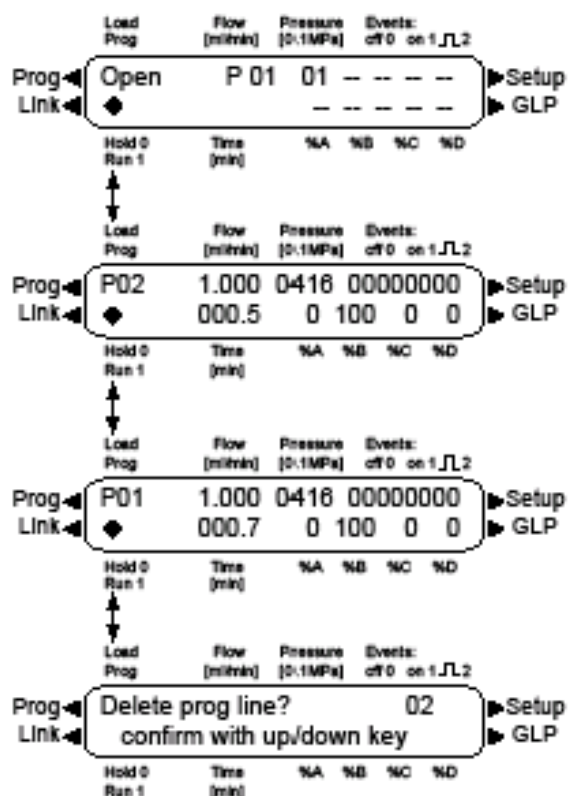 Load Flow Pressure Events:
Prog [ml/min] [0-.1MPa] off 0 on 1 2
Prog Open P 01 01 -- -- -- -- Setup
Link -- -- -- -- -- GLP
Hold 0 Time %A %B %C %D
Run 1 [min]
Load Flow Pressure Events:
Prog [ml/min] [0-.1MPa] off 0 on 1 2
Prog P02 1.000 0-416 00000000 Setup
Link 000.5 0 100 0 0 GLP
Hold 0 Time %A %B %C %D
Run 1 [min]
Load Flow Pressure Events:
Prog [ml/min] [0-.1MPa] off 0 on 1 2
Prog P01 1.000 0-416 00000000 Setup
Link 000.7 0 100 0 0 GLP
Hold 0 Time %A %B %C %D
Run 1 [min]
Load Flow Pressure Events:
Prog [ml/min] [0-.1MPa] off 0 on 1 2
Prog Delete prog line? 02 Setup
Link confirm with up/down key GLP
Hold 0 Time %A %B %C %D
Run 1 [min]